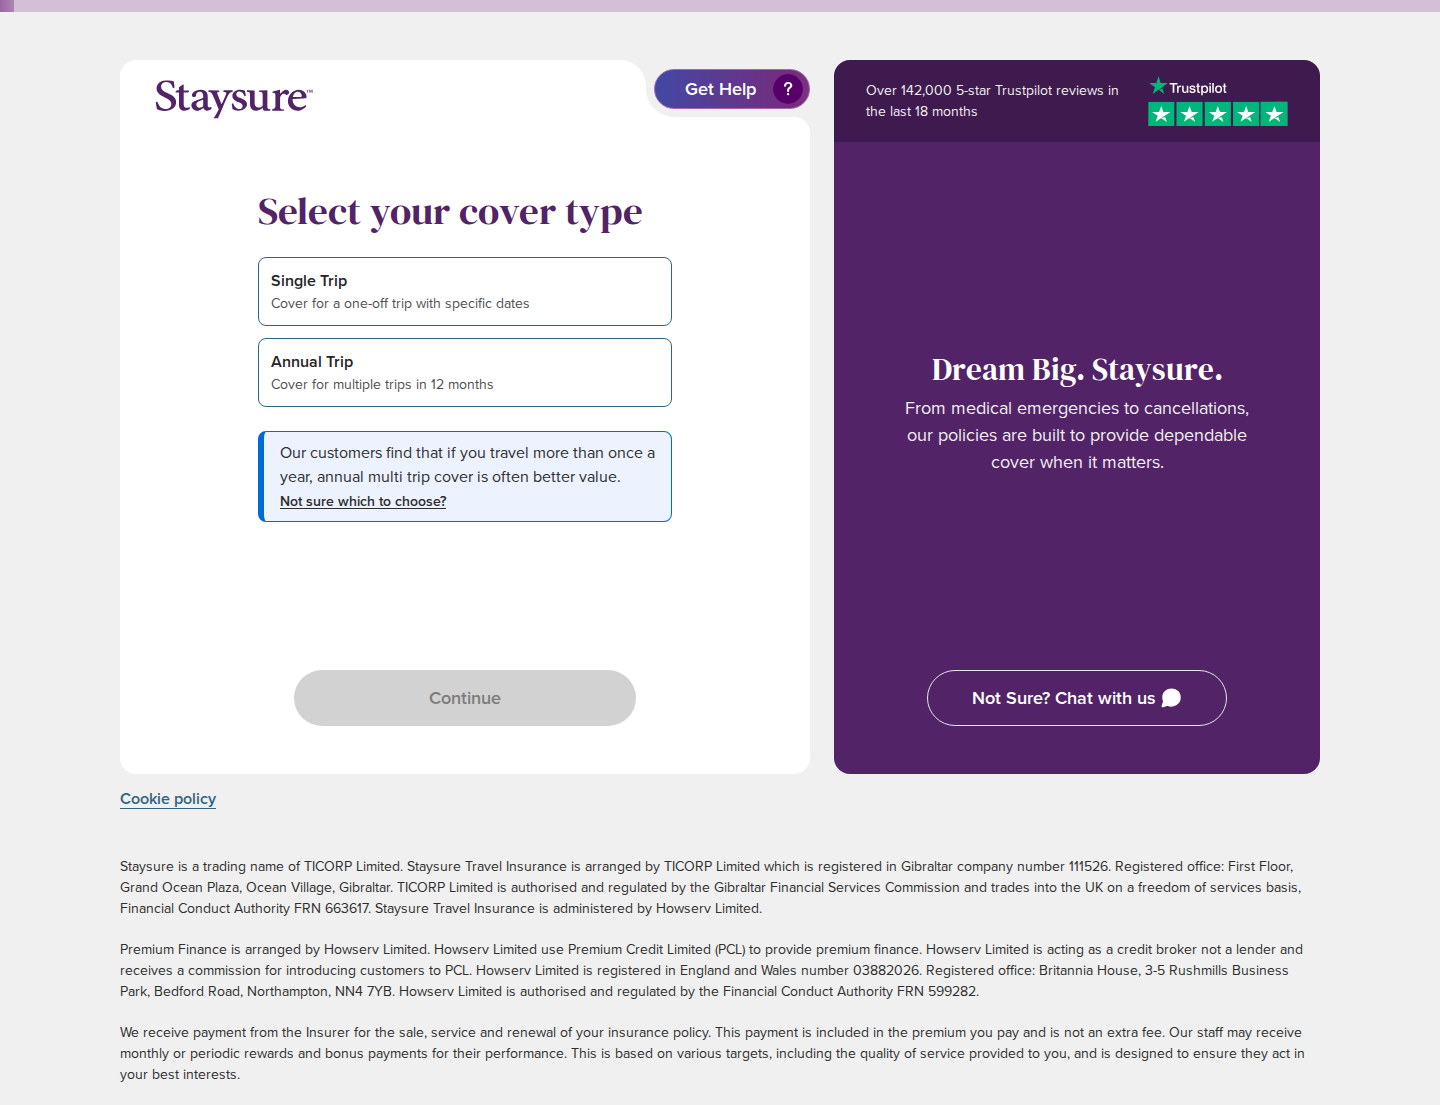 Staysure™
Get Help ?
Select your cover type
Single Trip
Cover for a one-off trip with specific dates
Annual Trip
Cover for multiple trips in 12 months
Our customers find that if you travel more than once a
year, annual multi trip cover is often better value.
Not sure which to choose?
Continue
Over 142,000 5-star Trustpilot reviews in
the last 18 months
Trustpilot
Dream Big. Staysure.
From medical emergencies to cancellations,
our policies are built to provide dependable
cover when it matters.
Not Sure? Chat with us
Cookie policy
Staysure is a trading name of TICORP Limited. Staysure Travel Insurance is arranged by TICORP Limited which is registered in Gibraltar company number 111526. Registered office: First Floor,
Grand Ocean Plaza, Ocean Village, Gibraltar. TICORP Limited is authorised and regulated by the Gibraltar Financial Services Commission and trades into the UK on a freedom of services basis,
Financial Conduct Authority FRN 663617. Staysure Travel Insurance is administered by Howserv Limited.
Premium Finance is arranged by Howserv Limited. Howserv Limited use Premium Credit Limited (PCL) to provide premium finance. Howserv Limited is acting as a credit broker not a lender and
receives a commission for introducing customers to PCL. Howserv Limited is registered in England and Wales number 03882026. Registered office: Britannia House, 3-5 Rushmills Business
Park, Bedford Road, Northampton, NN4 7YB. Howserv Limited is authorised and regulated by the Financial Conduct Authority FRN 599282.
We receive payment from the Insurer for the sale, service and renewal of your insurance policy. This payment is included in the premium you pay and is not an extra fee. Our staff may receive
monthly or periodic rewards and bonus payments for their performance. This is based on various targets, including the quality of service provided to you, and is designed to ensure they act in
your best interests.